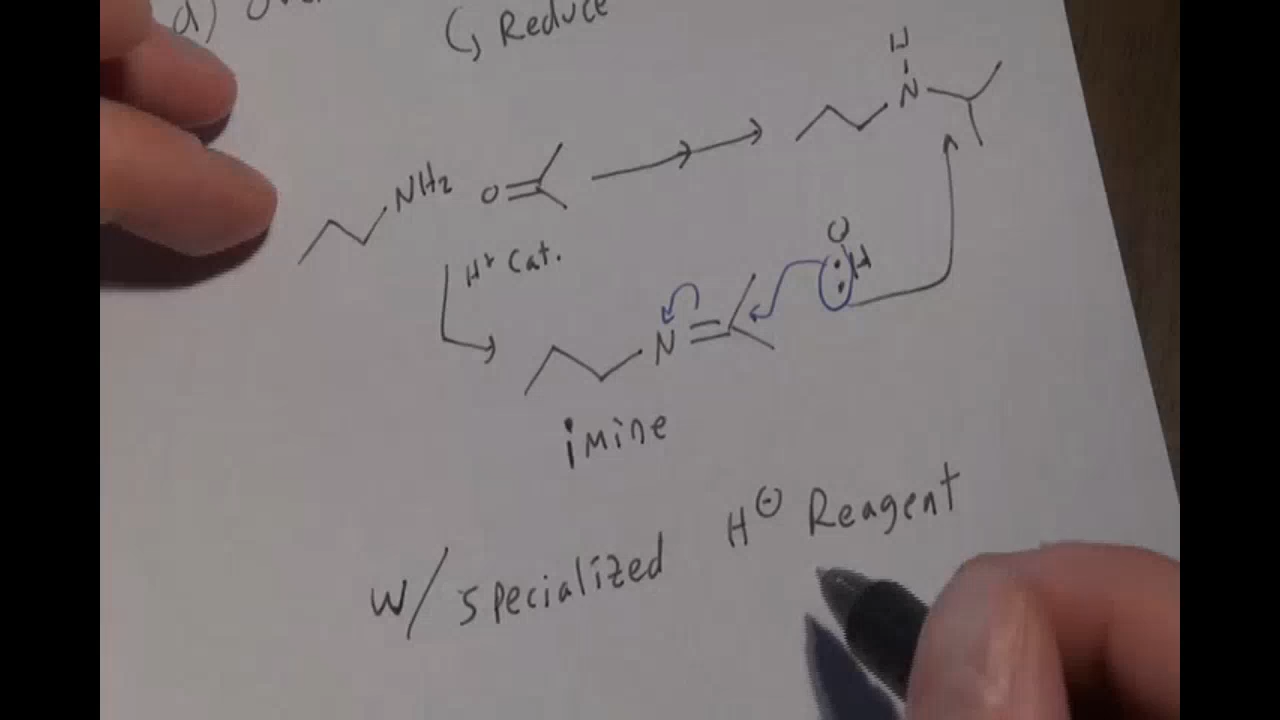 Reduce
H
N
NH2 O
H+ Cat.
H
N
imine
W/ specialized H⊖ Reagent